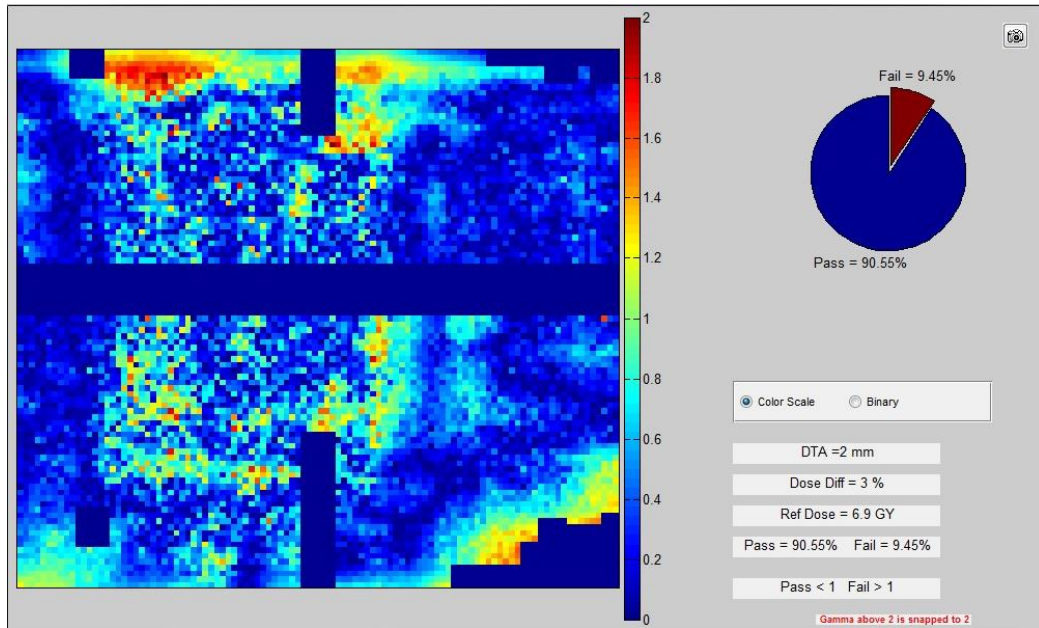 2
1.8
1.6
1.4
1.2
1
0.8
0.6
0.4
0.2
0
Fail = 9.45%
Pass = 90.55%
Color Scale
Binary
DTA =2 mm
Dose Diff = 3 %
Ref Dose = 6.9 GY
Pass = 90.55% Fail = 9.45%
Pass < 1 Fail > 1
Gamma above 2 is snapped to 2